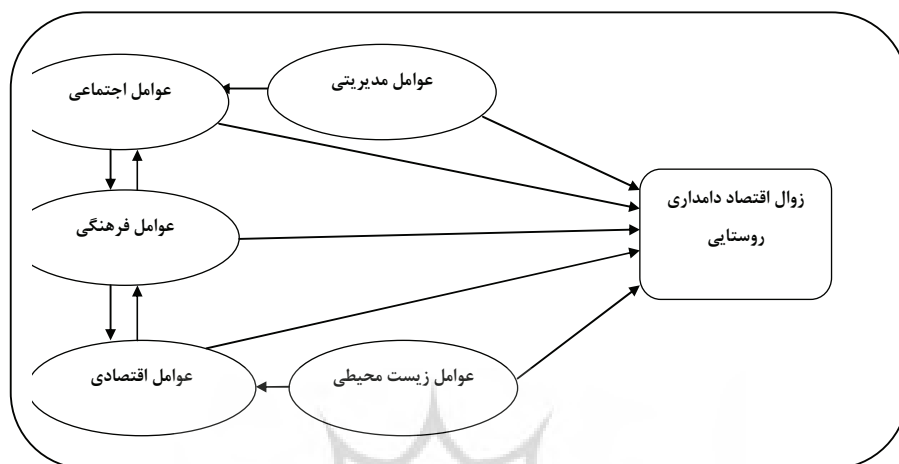 عوامل مدیریتی
عوامل اجتماعی
زوال اقتصاد دامداری
روستایی
عوامل فرهنگی
عوامل زیست محیطی
عوامل اقتصادی